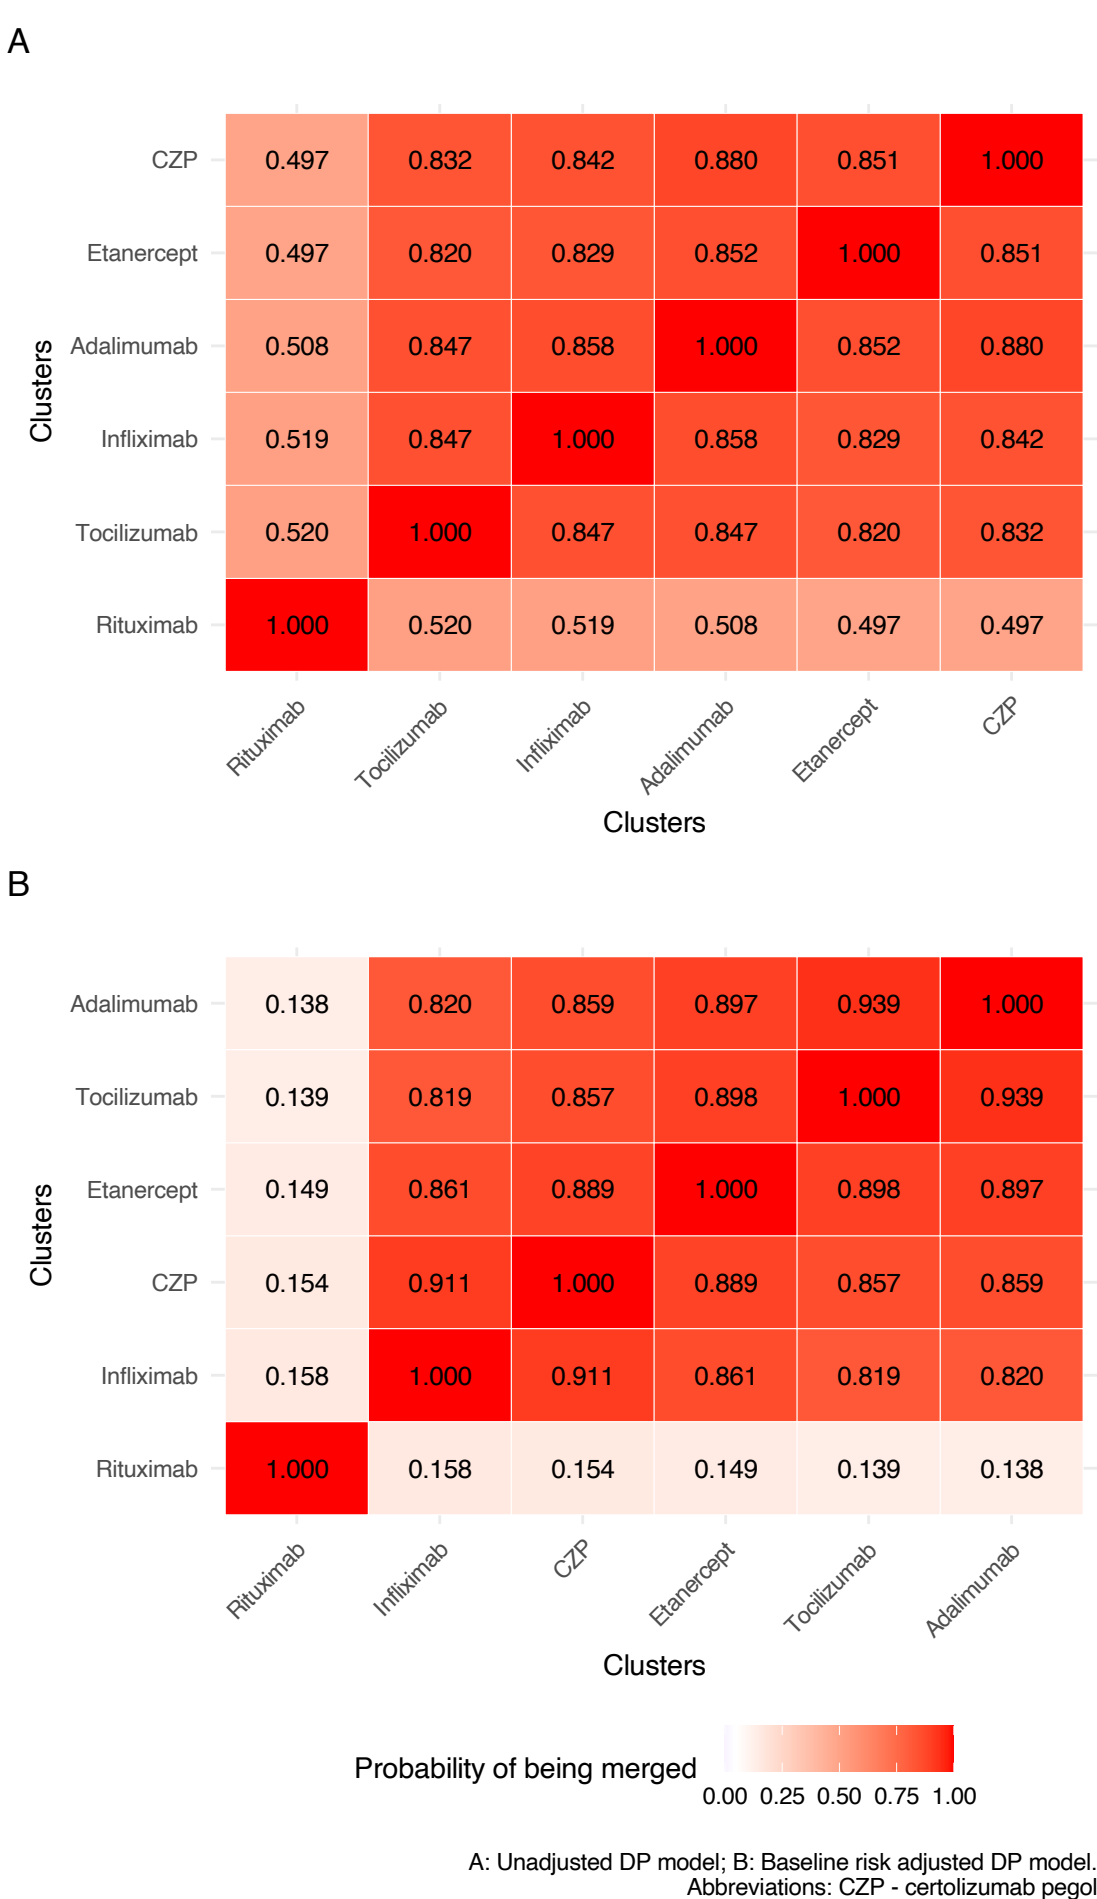 A
CZP 0.497 0.832 0.842 0.880 0.851 1.000
Etanercept 0.497 0.820 0.829 0.852 1.000 0.851
Adalimumab 0.508 0.847 0.858 1.000 0.852 0.880
Infliximab 0.519 0.847 1.000 0.858 0.829 0.842
Tocilizumab 0.520 1.000 0.847 0.847 0.820 0.832
Rituximab 1.000 0.520 0.519 0.508 0.497 0.497
Clusters
Rituximab Tocilizumab Infliximab Adalimumab Etanercept CZP
Clusters
B
Adalimumab 0.138 0.820 0.859 0.897 0.939 1.000
Tocilizumab 0.139 0.819 0.857 0.898 1.000 0.939
Etanercept 0.149 0.861 0.889 1.000 0.898 0.897
CZP 0.154 0.911 1.000 0.889 0.857 0.859
Infliximab 0.158 1.000 0.911 0.861 0.819 0.820
Rituximab 1.000 0.158 0.154 0.149 0.139 0.138
Clusters
Rituximab Infliximab CZP Etanercept Tocilizumab Adalimumab
Clusters
Probability of being merged
0.00 0.25 0.50 0.75 1.00
A: Unadjusted DP model; B: Baseline risk adjusted DP model.
Abbreviations: CZP - certolizumab pegol